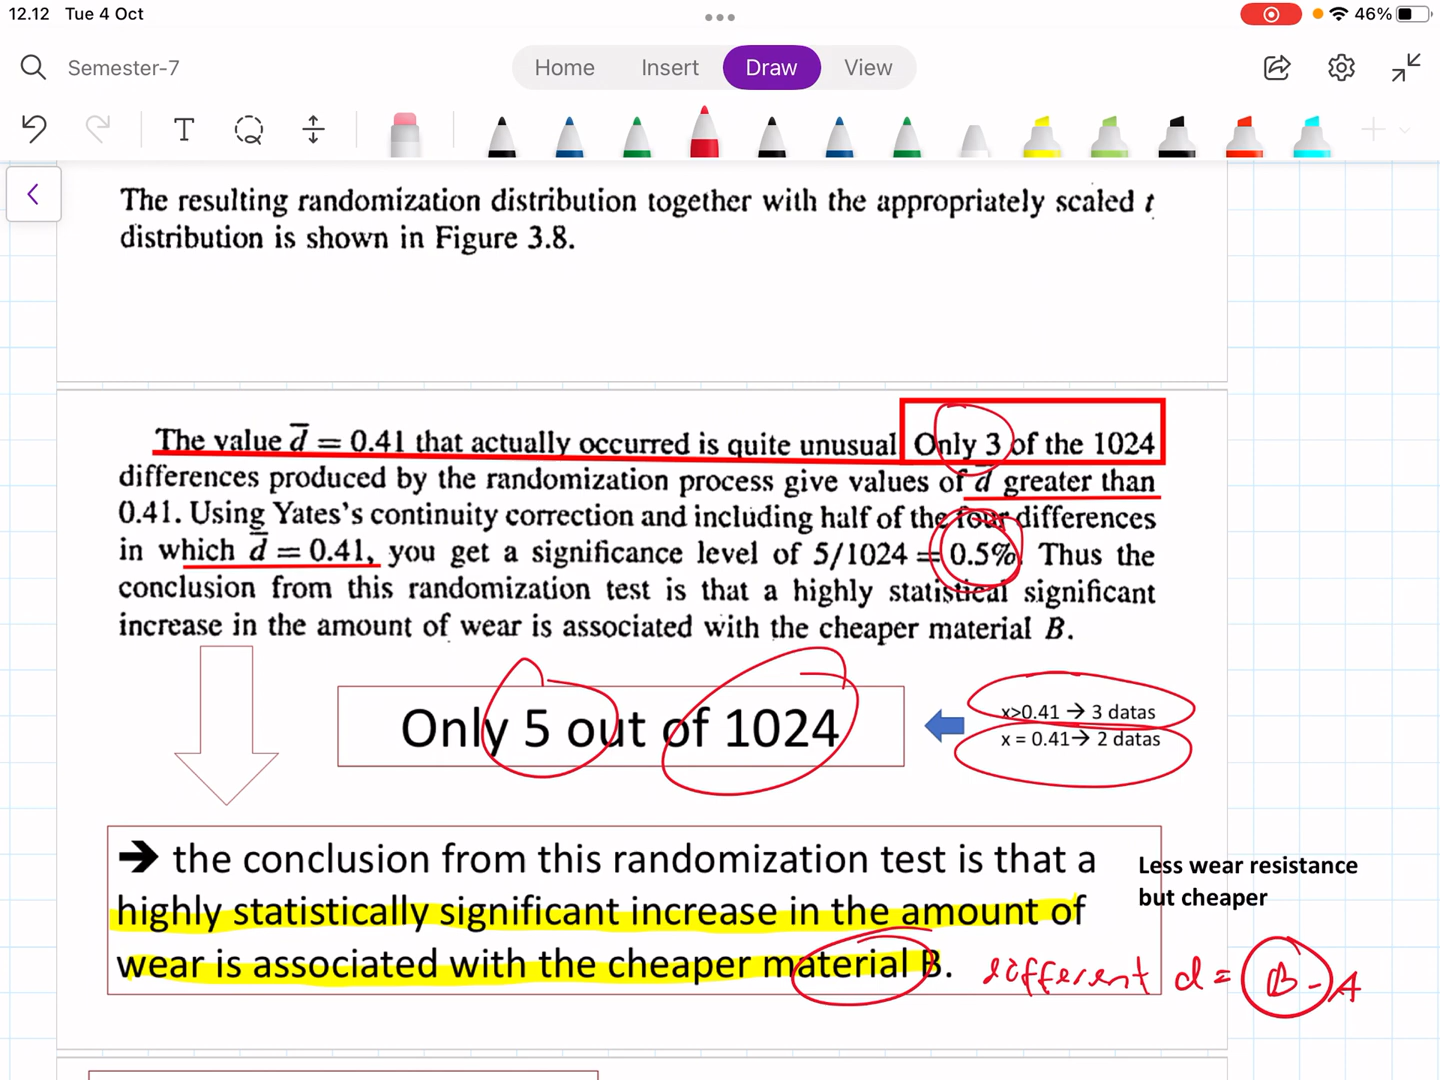 12.12 Tue 4 Oct
46%
Semester-7
Home Insert Draw View
T
The resulting randomization distribution together with the appropriately scaled t
distribution is shown in Figure 3.8.
The value d̅ = 0.41 that actually occurred is quite unusual Only 3 of the 1024
differences produced by the randomization process give values of d̅ greater than
0.41. Using Yates's continuity correction and including half of the four differences
in which d̅ = 0.41, you get a significance level of 5/1024 = 0.5% Thus the
conclusion from this randomization test is that a highly statistical significant
increase in the amount of wear is associated with the cheaper material B.
Only 5 out of 1024
x>0.41 → 3 datas
x = 0.41→ 2 datas
➔ the conclusion from this randomization test is that a
highly statistically significant increase in the amount of
wear is associated with the cheaper material B.
Less wear resistance
but cheaper
different d = B - A